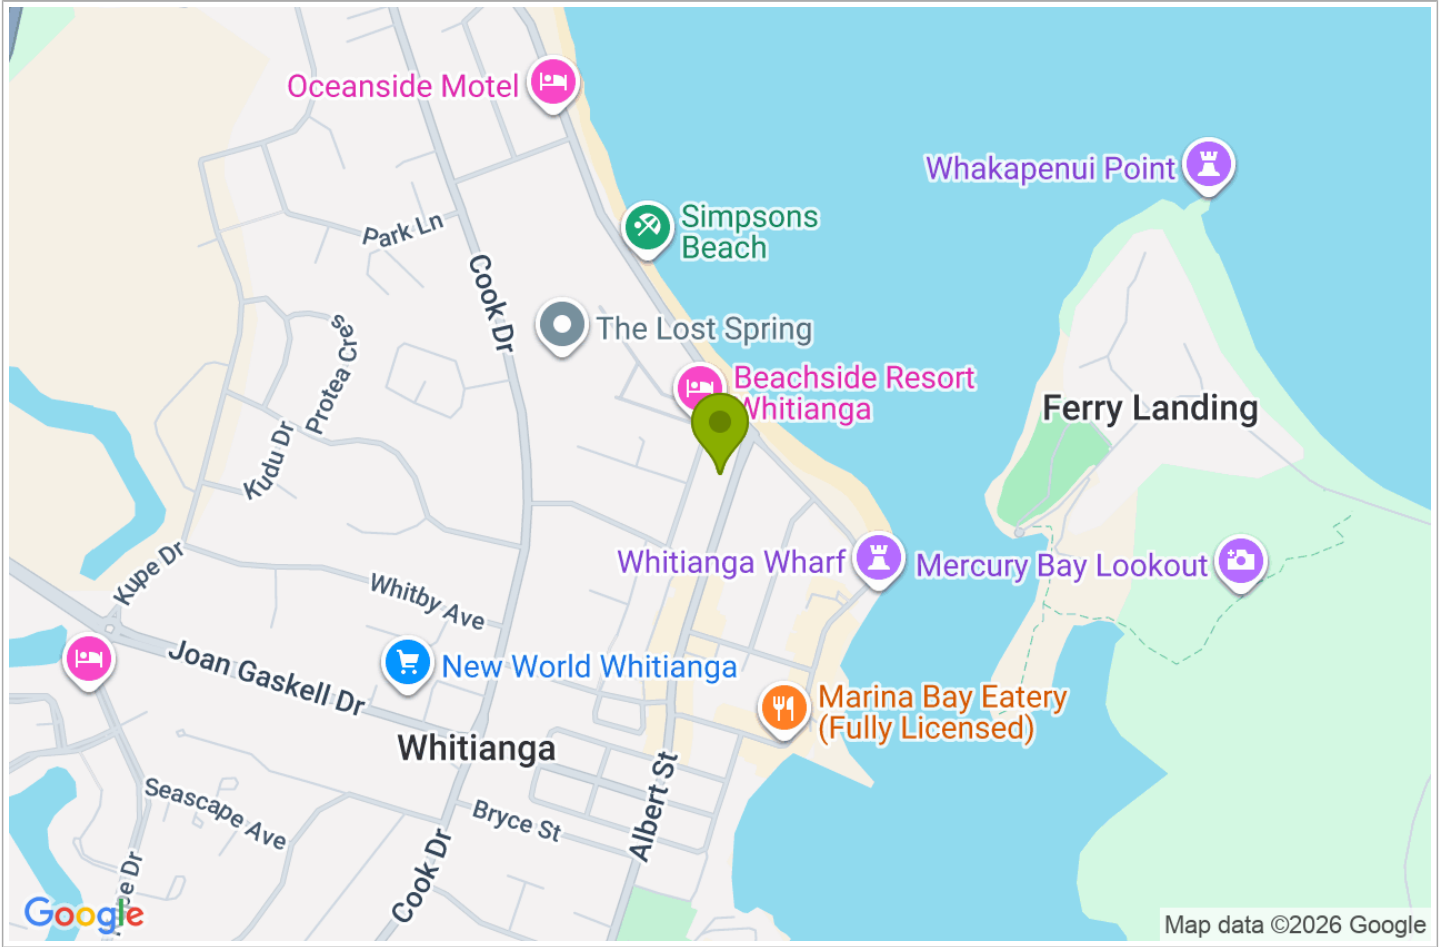 Oceanside Motel
Whakapenui Point
Simpsons
Beach
Park Ln
Cook Dr
The Lost Spring
Protea Cres
Beachside Resort
Whitianga
Ferry Landing
Kudu Dr
Whitianga Wharf
Mercury Bay Lookout
Kupe Dr
Whitby Ave
Joan Gaskell Dr
New World Whitianga
Marina Bay Eatery
(Fully Licensed)
Whitianga
Albert St
Seascape Ave
Bryce St
Cook Dr
Dr
Google
Map data ©2026 Google